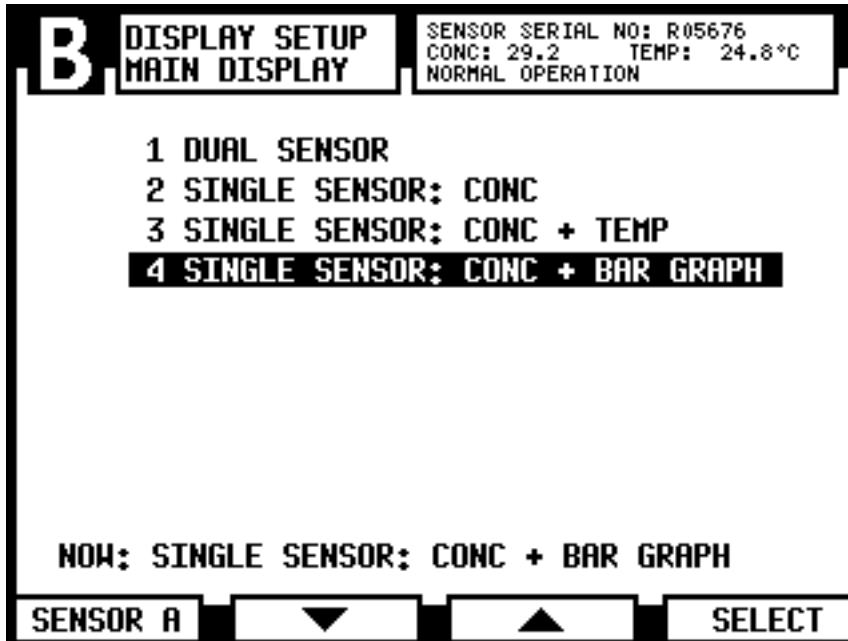 B
DISPLAY SETUP
MAIN DISPLAY
SENSOR SERIAL NO: R05676
CONC: 29.2 TEMP: 24.8°C
NORMAL OPERATION
1 DUAL SENSOR
2 SINGLE SENSOR: CONC
3 SINGLE SENSOR: CONC + TEMP
4 SINGLE SENSOR: CONC + BAR GRAPH
NOW: SINGLE SENSOR: CONC + BAR GRAPH
SENSOR A ▼ ▲ SELECT